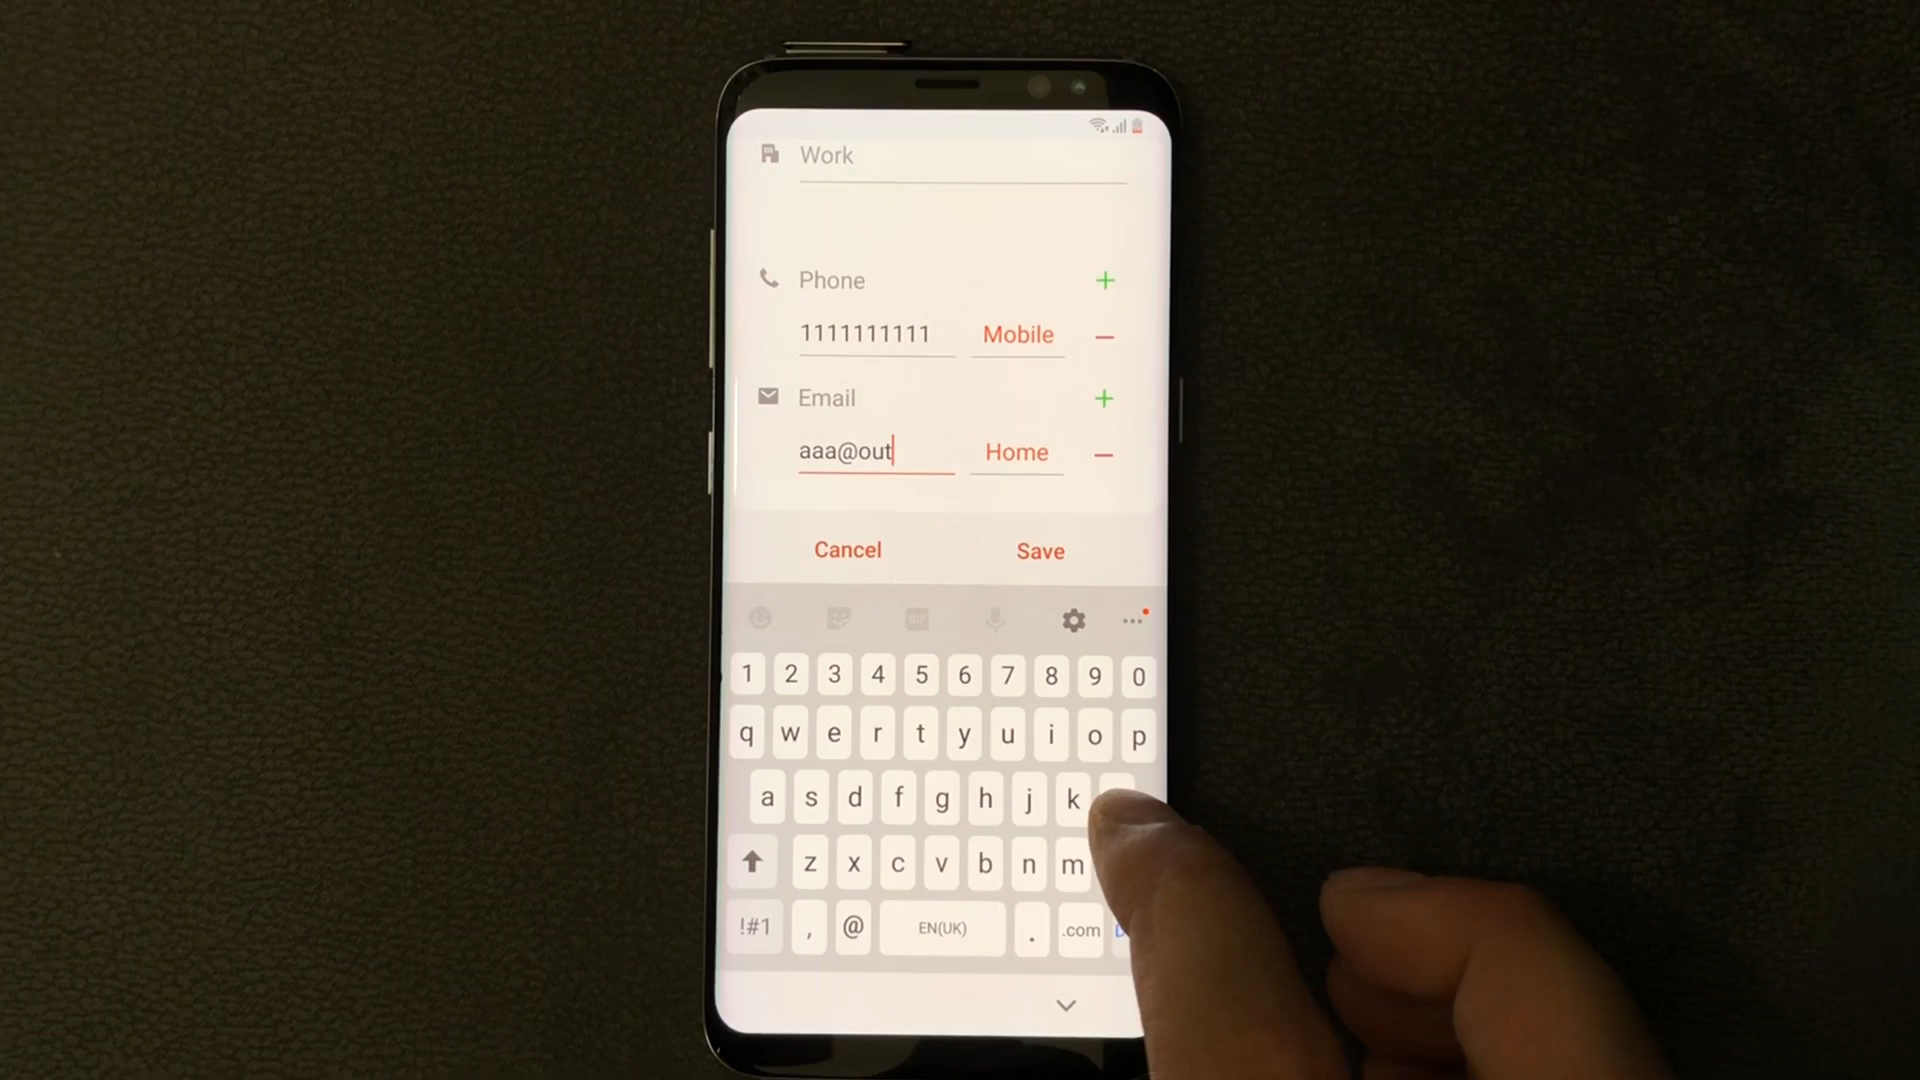 Work
Phone
1111111111 Mobile
Email
aaa@out Home
Cancel Save
GIF
1 2 3 4 5 6 7 8 9 0
q w e r t y u i o p
a s d f g h j k
z x c v b n m
!#1 , @ EN(UK) . .com